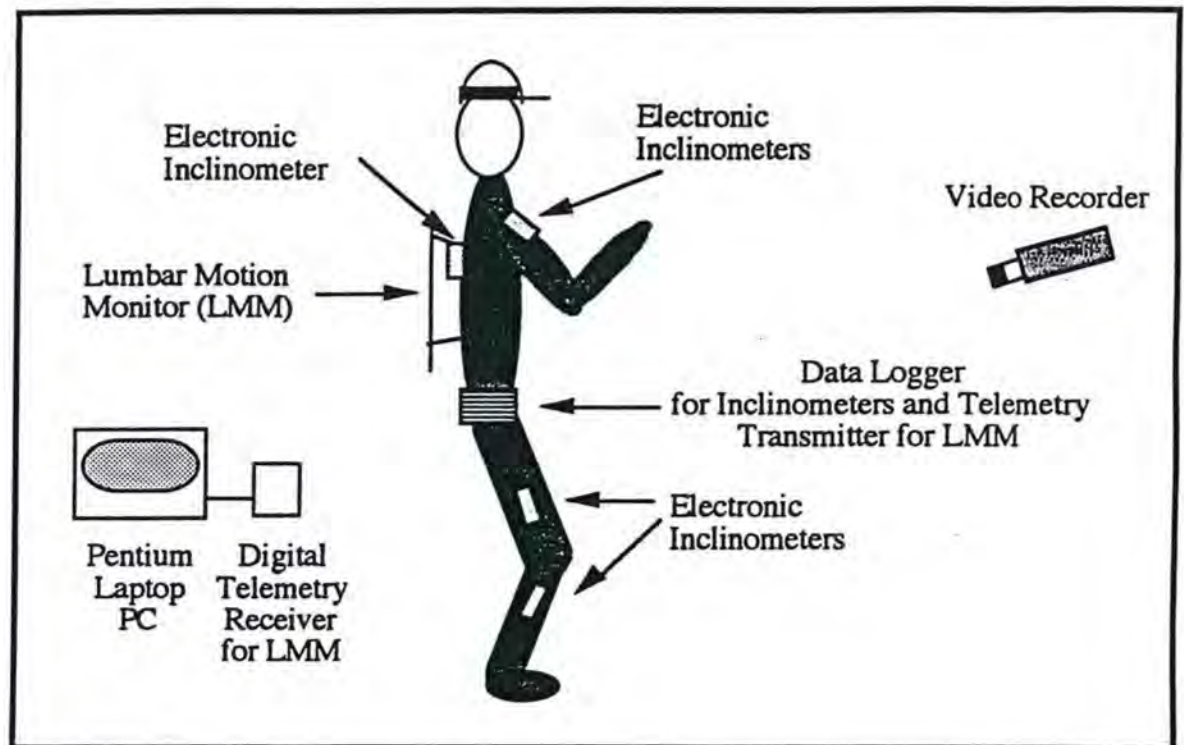 Electronic
Inclinometer
Electronic
Inclinometers
Video Recorder
Lumbar Motion
Monitor (LMM)
Data Logger
for Inclinometers and Telemetry
Transmitter for LMM
Electronic
Inclinometers
Pentium
Laptop
PC
Digital
Telemetry
Receiver
for LMM